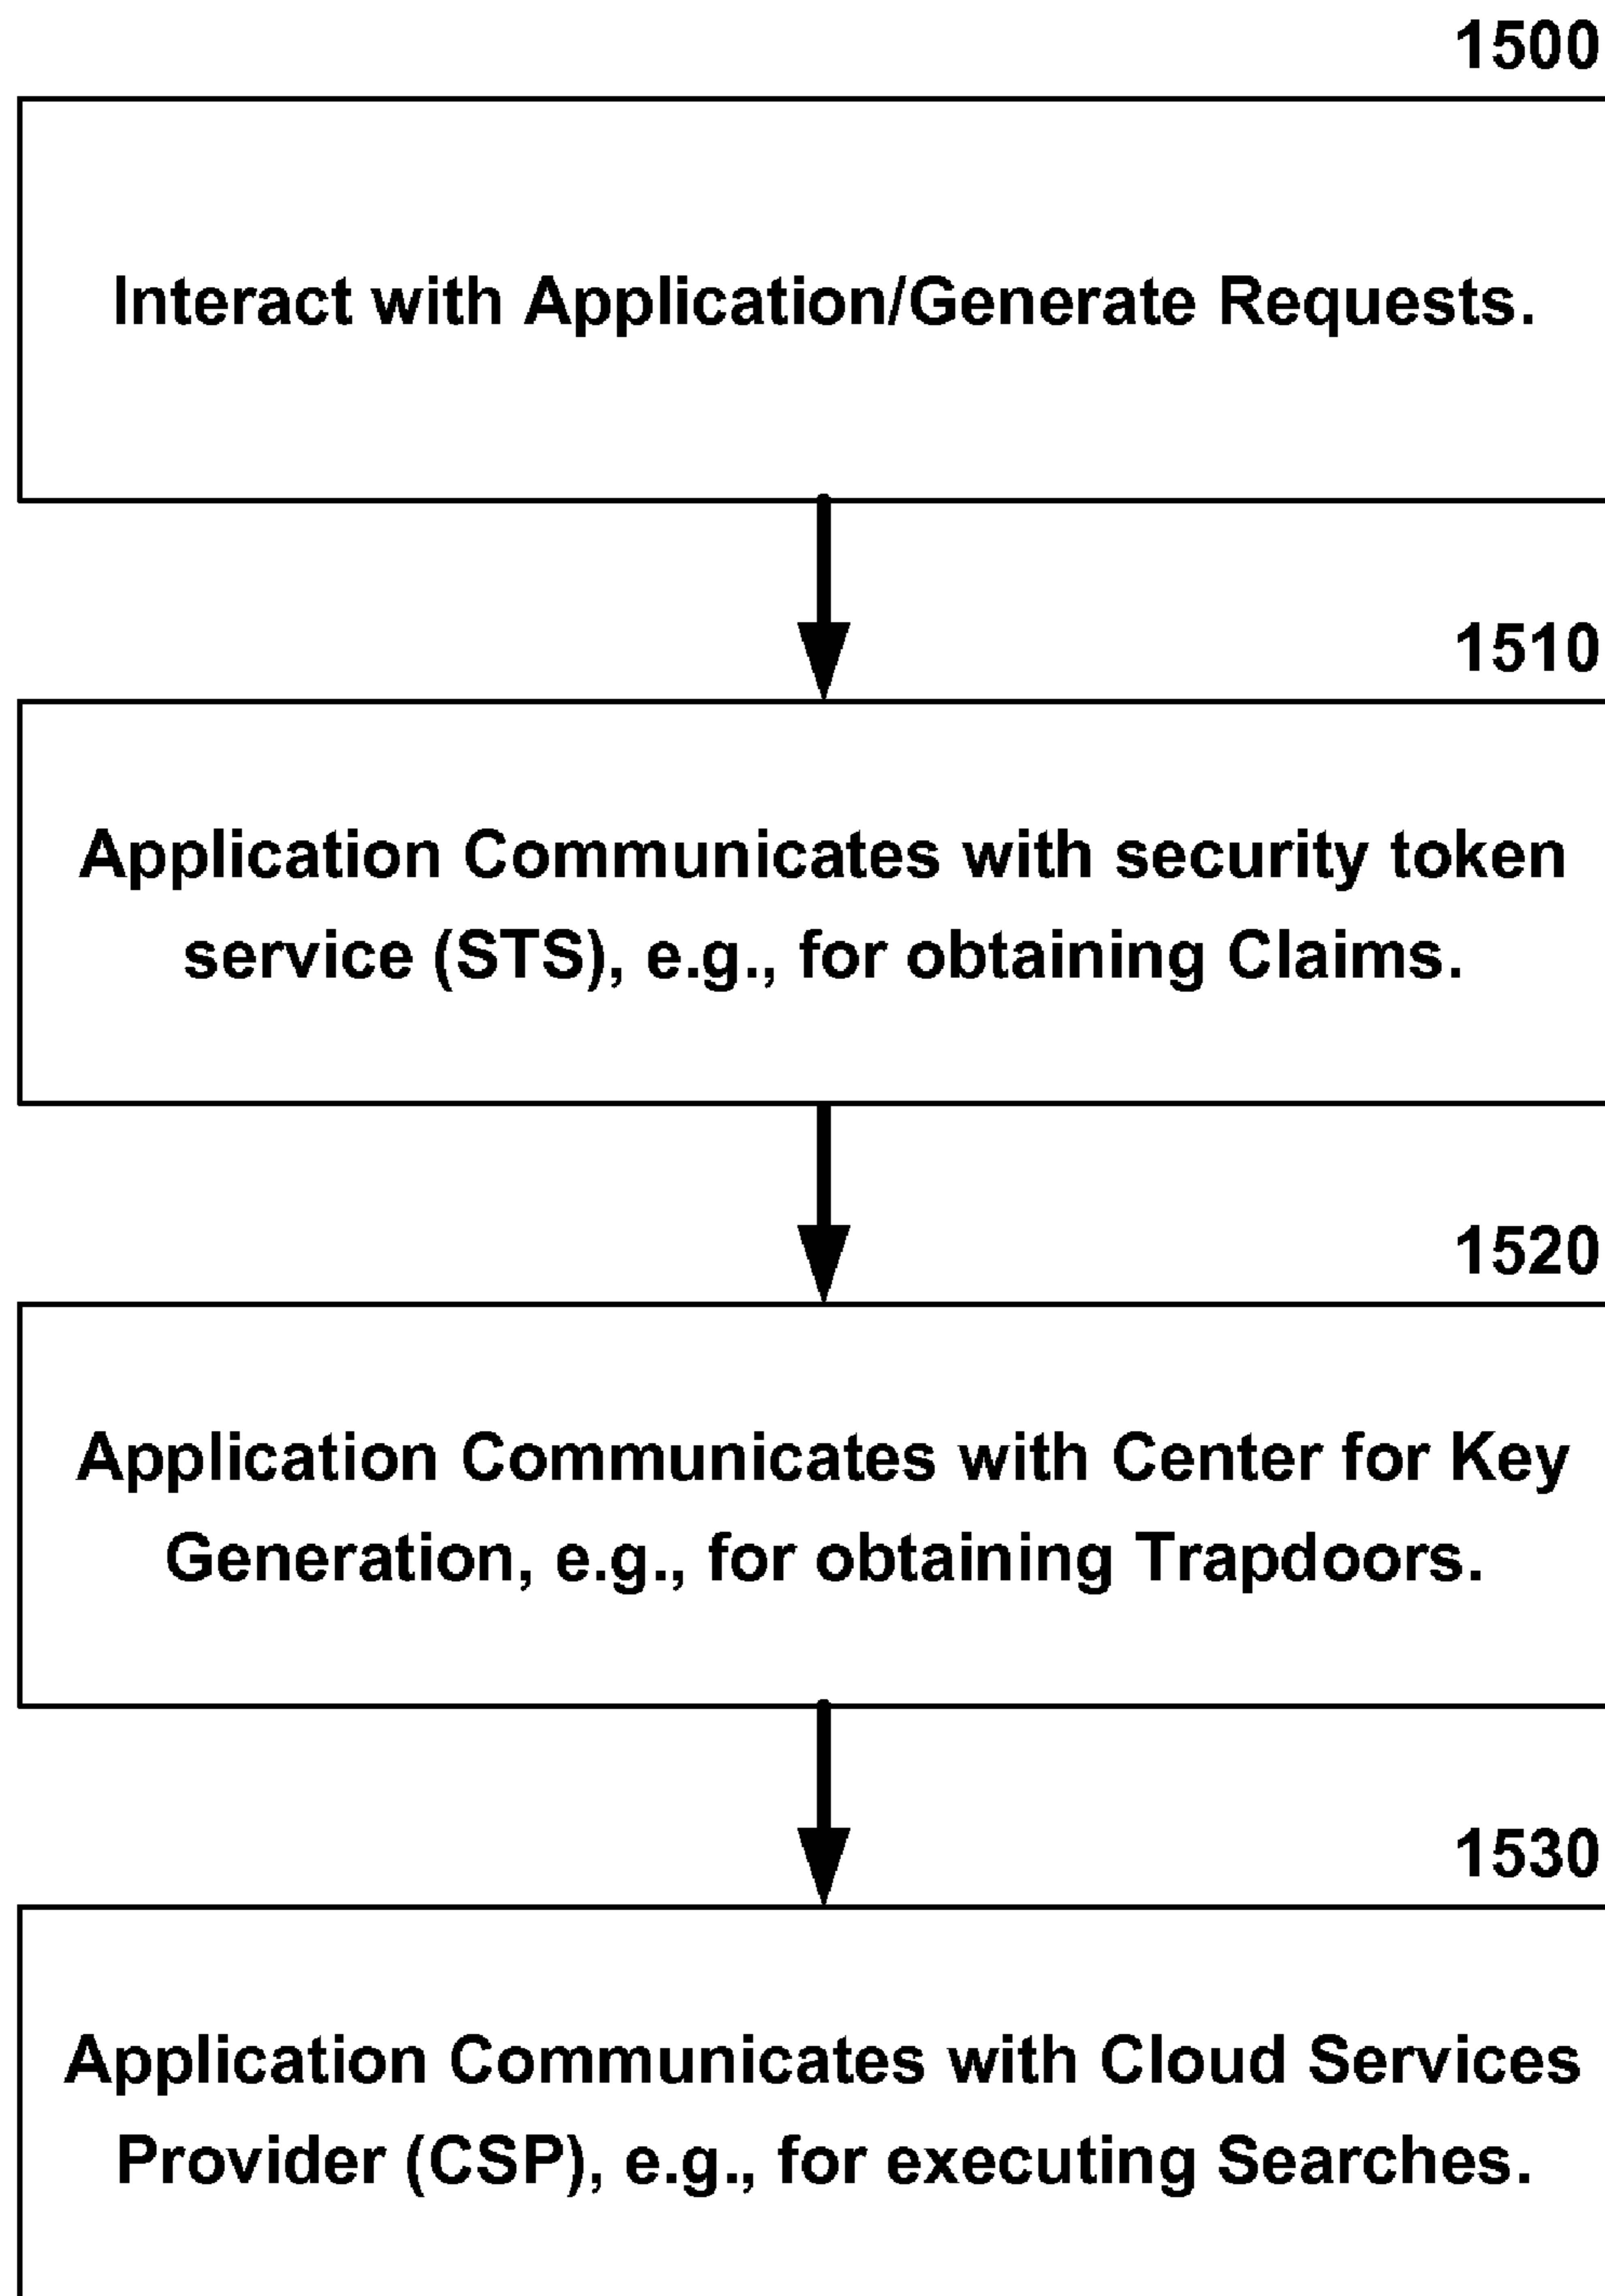 1500
Interact with Application/Generate Requests.
1510
Application Communicates with security token
service (STS), e.g., for obtaining Claims.
1520
Application Communicates with Center for Key
Generation, e.g., for obtaining Trapdoors.
1530
Application Communicates with Cloud Services
Provider (CSP), e.g., for executing Searches.